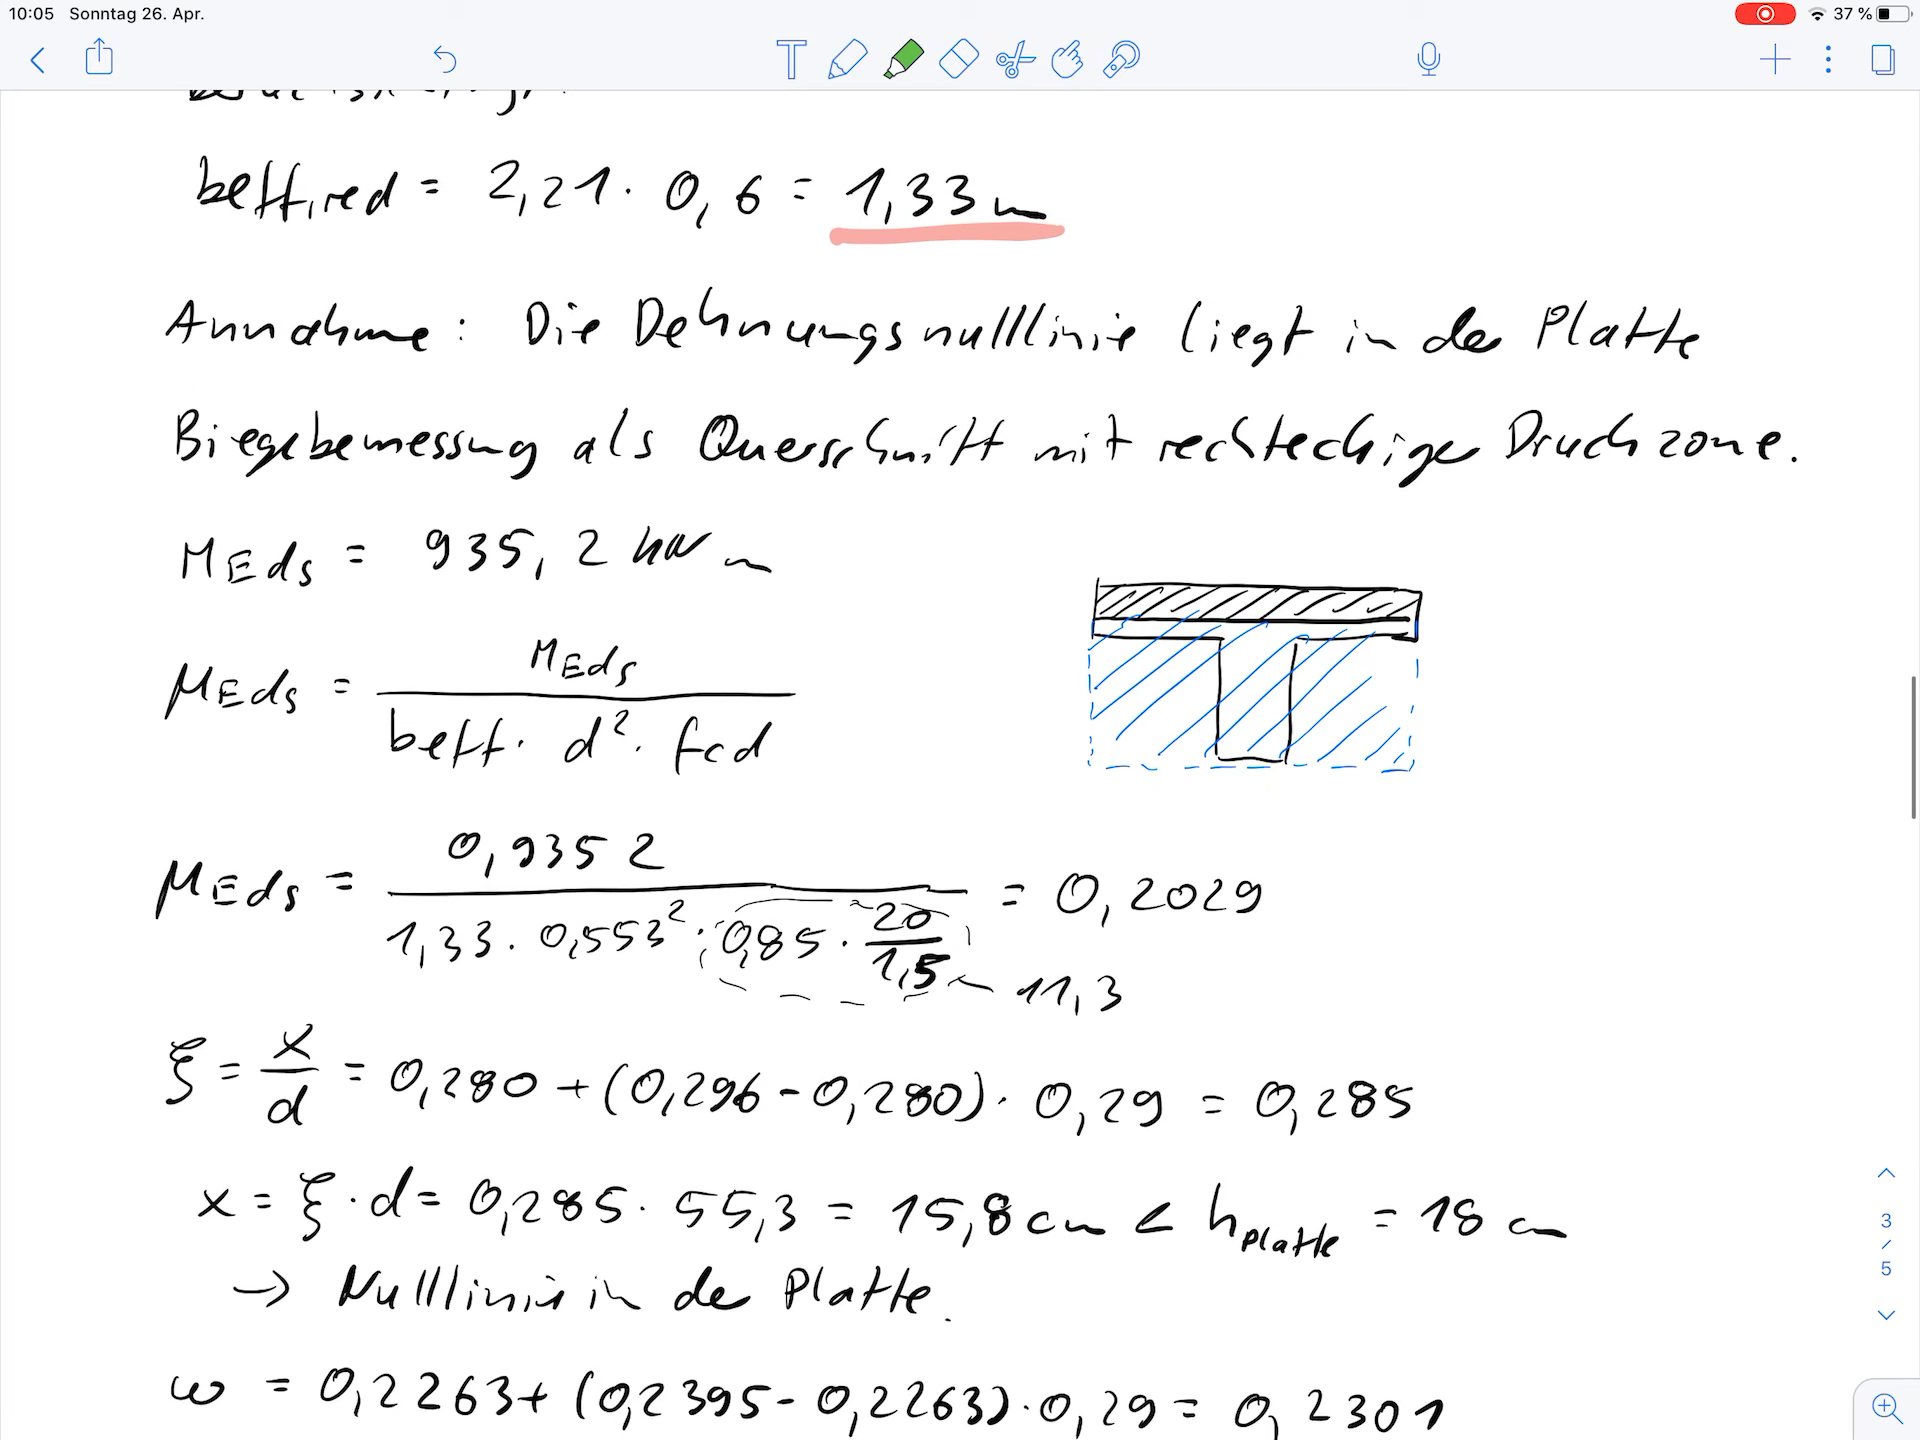 10:05 Sonntag 26. Apr. 37 %
beff,red = 2,21 · 0,6 = 1,33 m
Annahme : Die Dehnungsnulllinie liegt in der Platte
Biegebemessung als Querschnitt mit rechteckiger Druckzone.
MEds = 935,2 kNm
μEds = MEds / beff · d² · fcd
μEds = 0,9352 / 1,33 · 0,553² · 0,85 · 20/1,5 = 0,2029
11,3
ξ = x/d = 0,280 + (0,296 - 0,280) · 0,29 = 0,285
x = ξ · d = 0,285 · 55,3 = 15,8 cm < hPlatte = 18 cm
→ Nulllinie in der Platte.
ω = 0,2263 + (0,2395 - 0,2263) · 0,29 = 0,2301
3 / 5